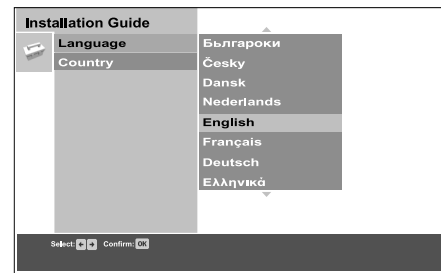 Installation Guide
Language
Country
Българоки
Česky
Dansk
Nederlands
English
Français
Deutsch
Ελληνικά
Select: Confirm: OK